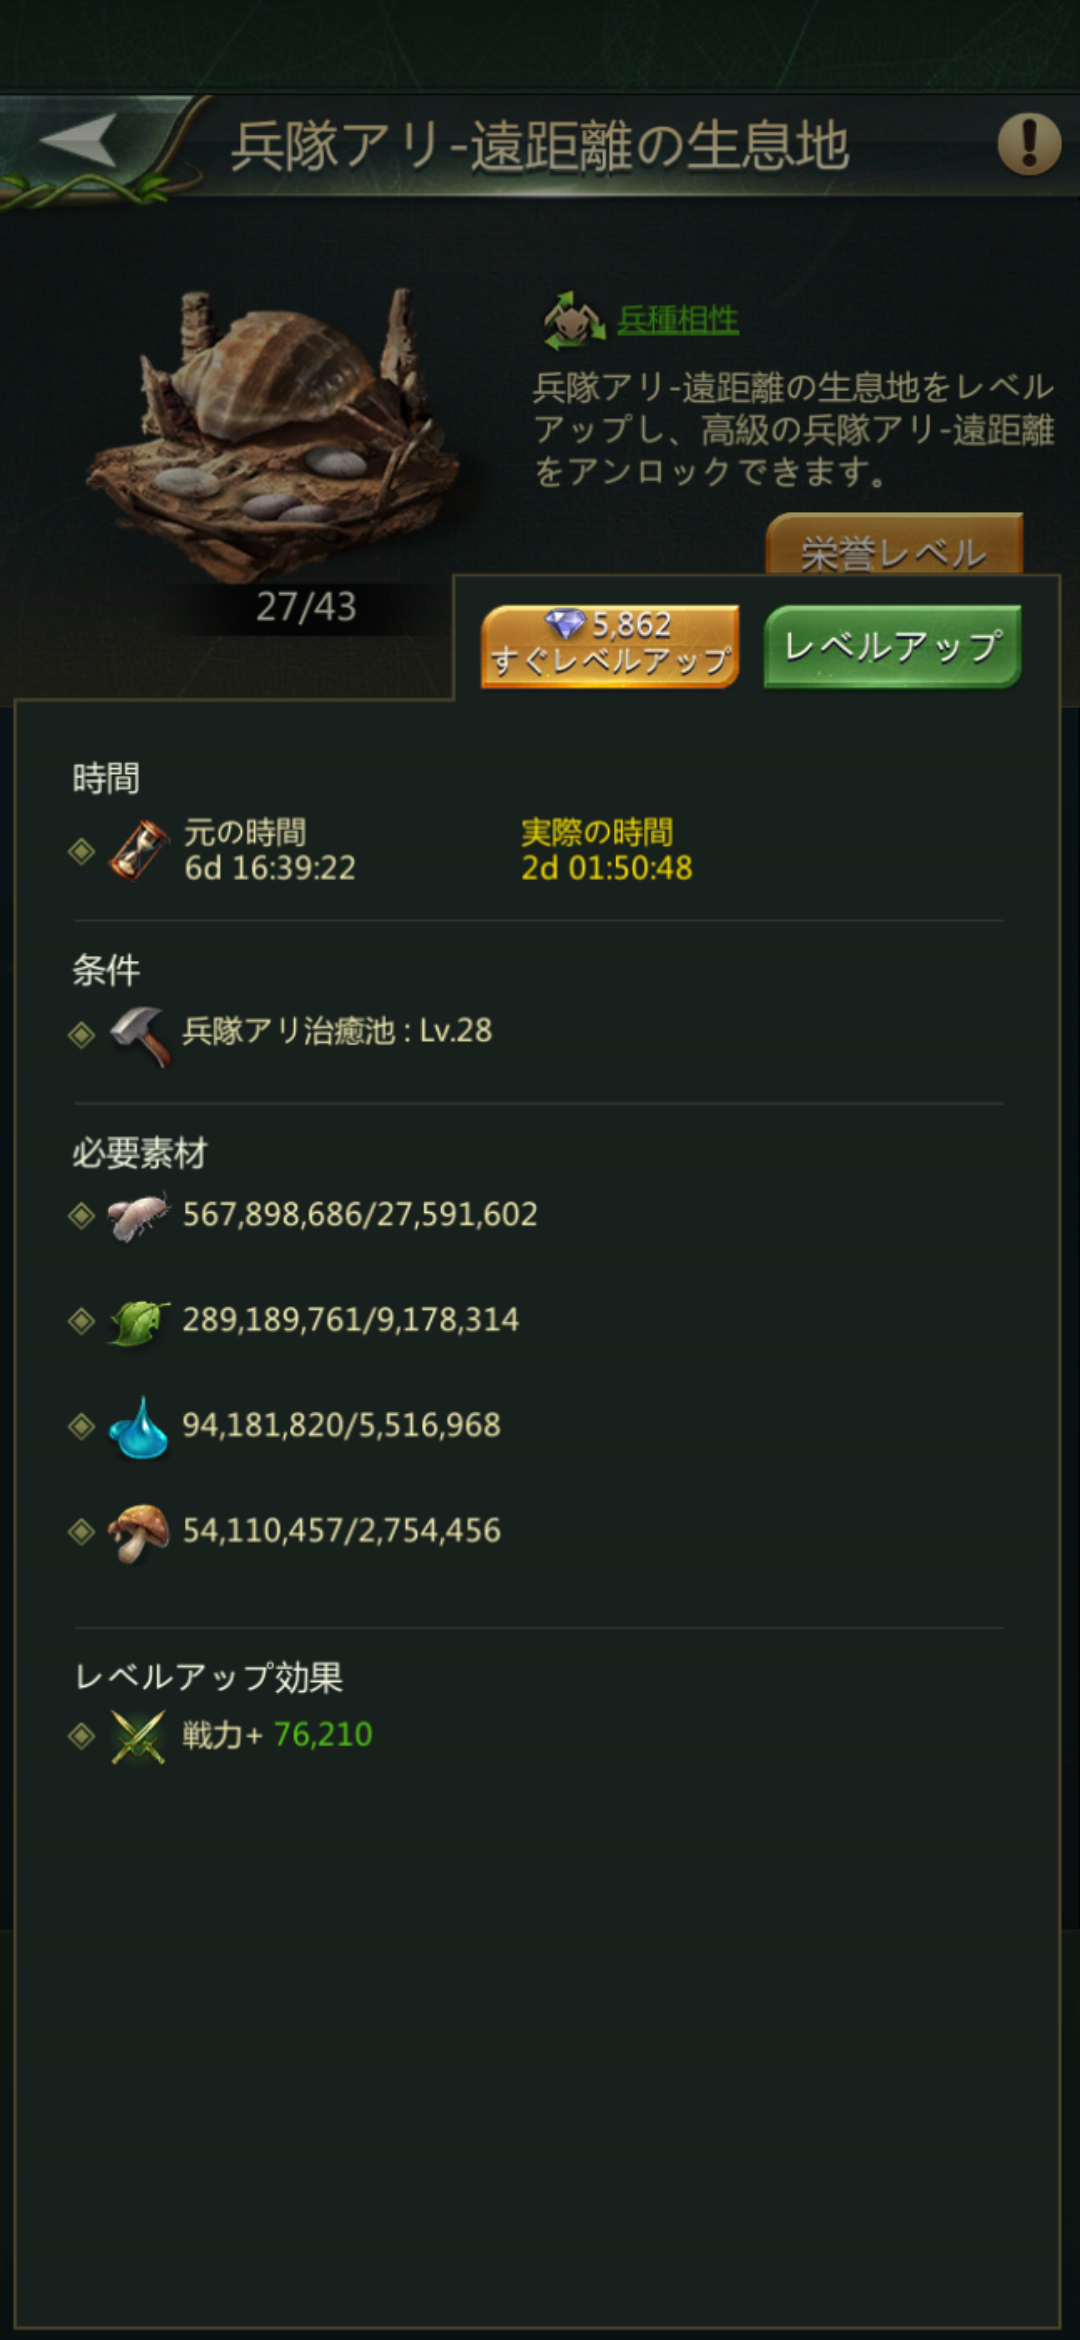 兵隊アリ-遠距離の生息地
兵種相性
兵隊アリ-遠距離の生息地をレベル
アップし、高級の兵隊アリ-遠距離
をアンロックできます。
栄誉レベル
27/43
5,862
すぐレベルアップ
レベルアップ
時間
元の時間
6d 16:39:22
実際の時間
2d 01:50:48
条件
兵隊アリ治癒池 : Lv.28
必要素材
567,898,686/27,591,602
289,189,761/9,178,314
94,181,820/5,516,968
54,110,457/2,754,456
レベルアップ効果
戦力+ 76,210